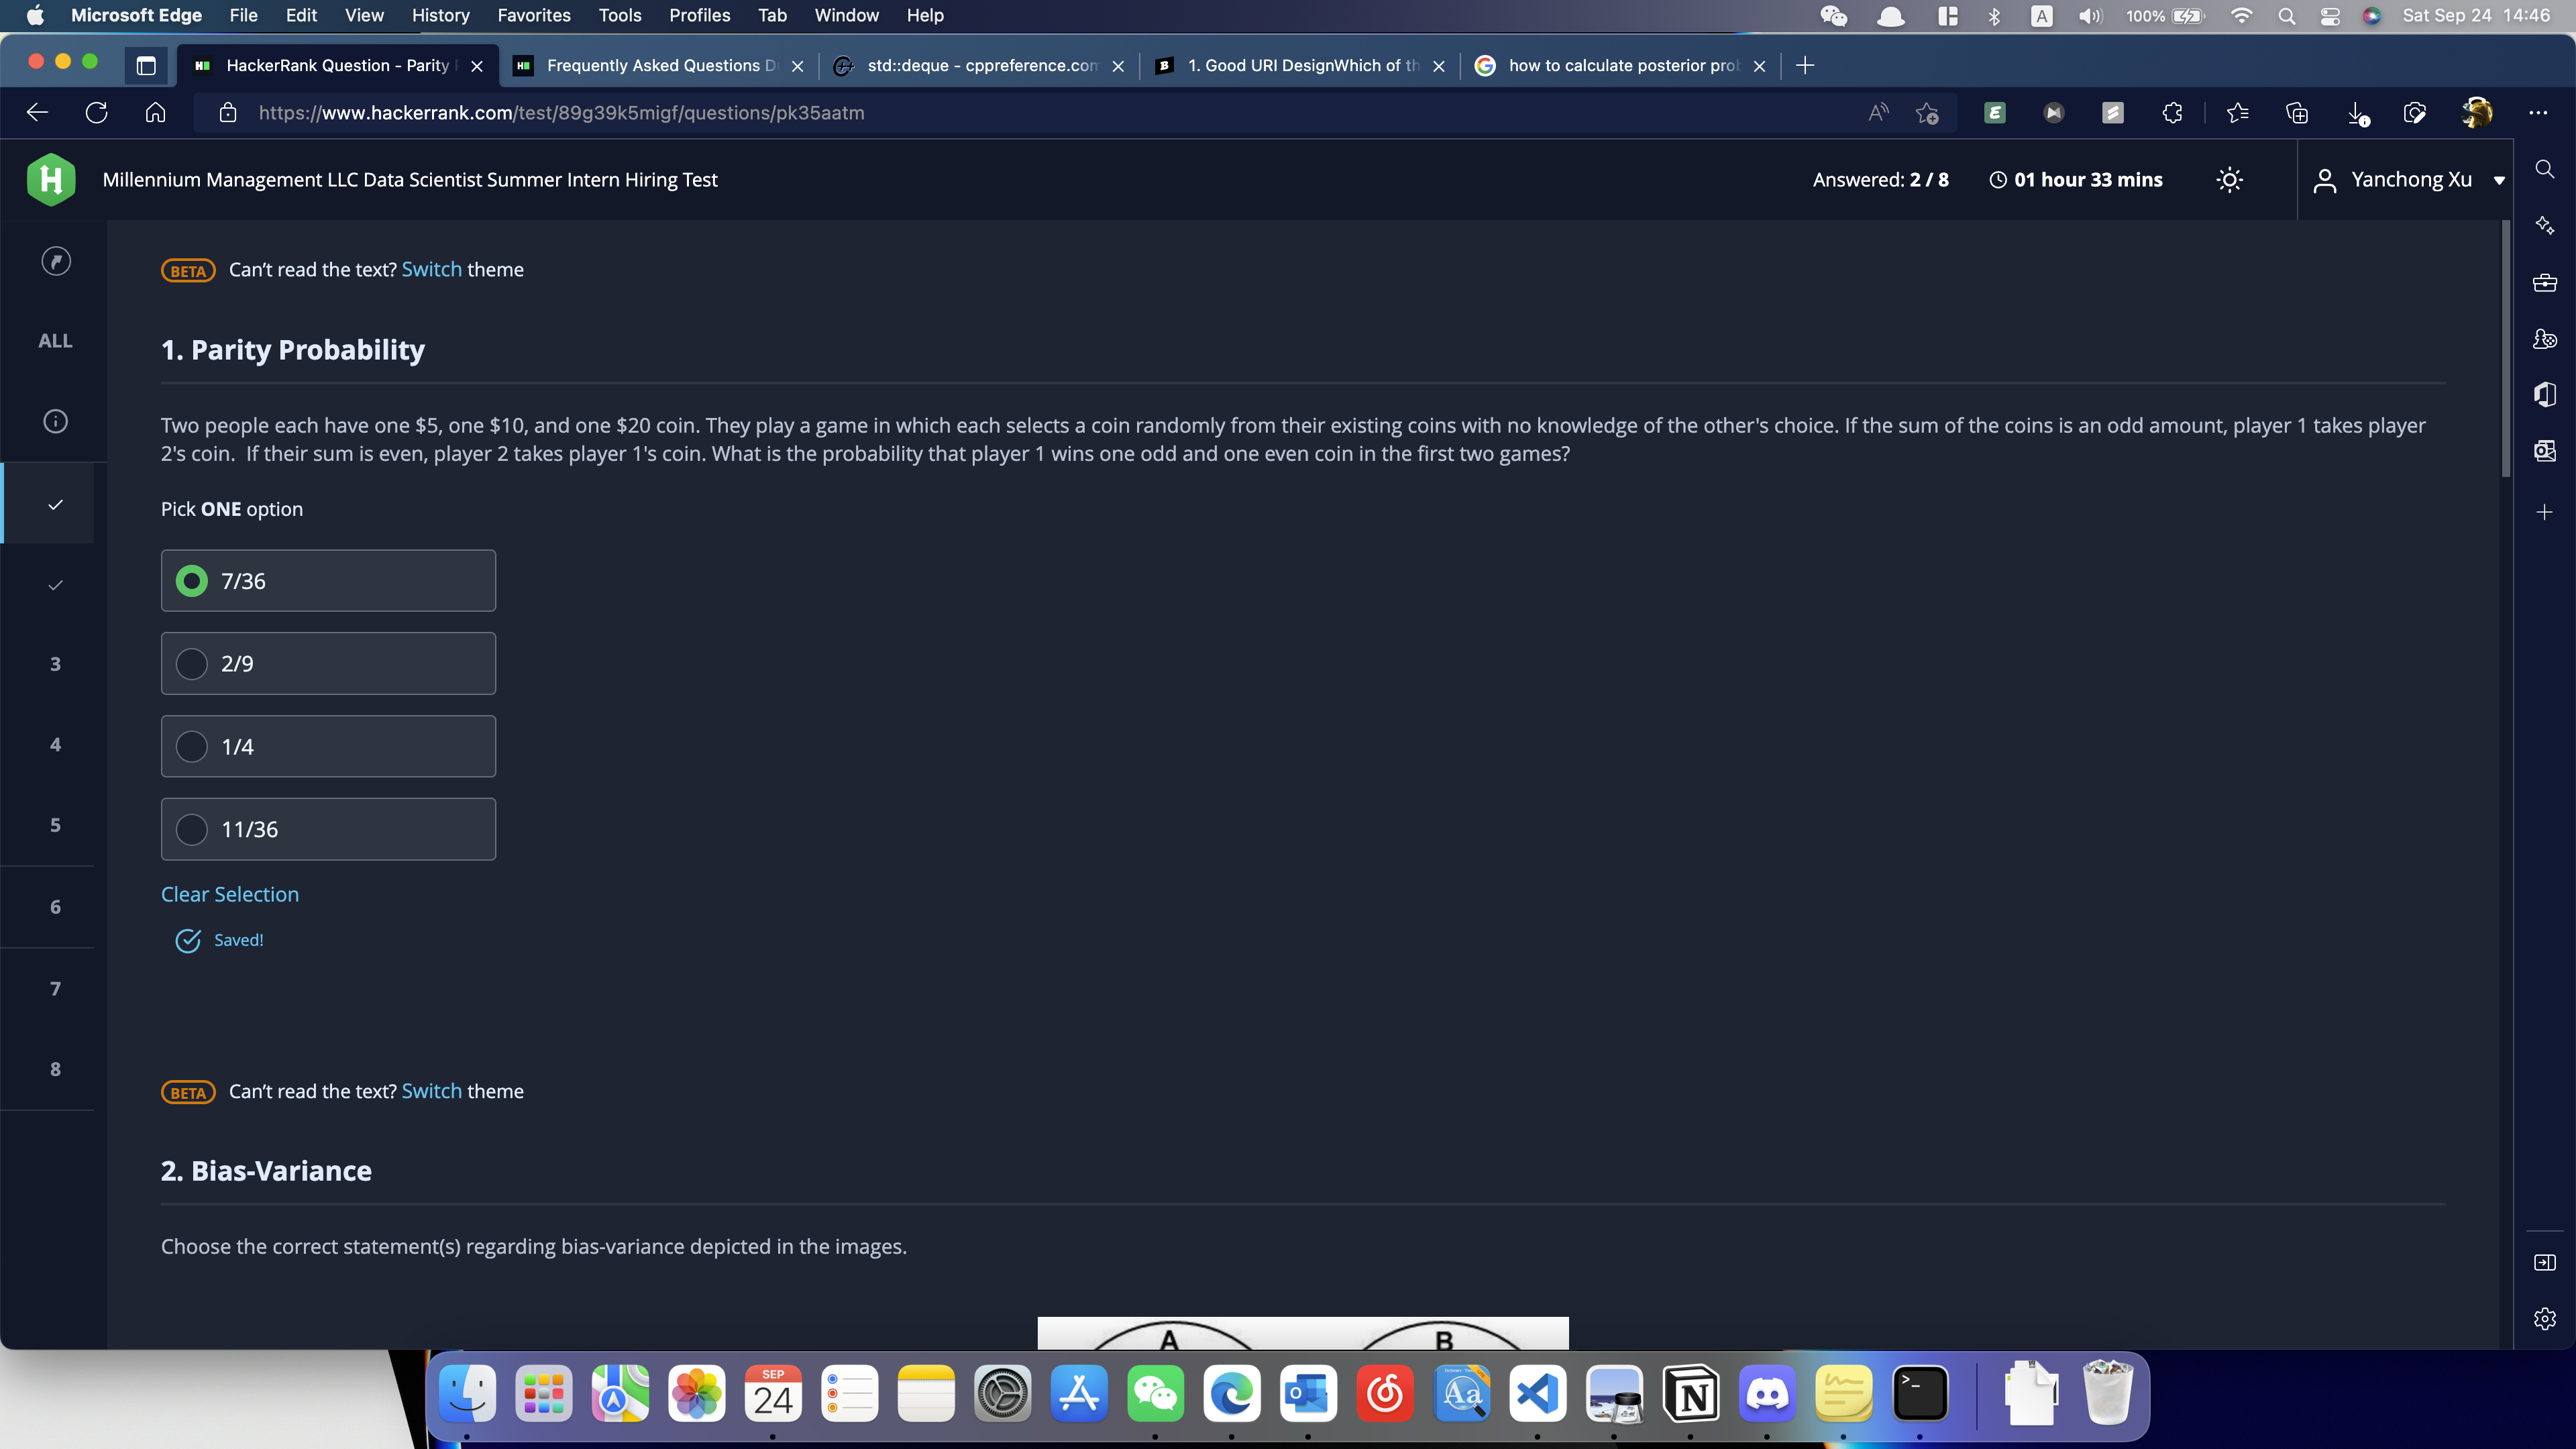 Microsoft Edge File Edit View History Favorites Tools Profiles Tab Window Help
A 100% Sat Sep 24 14:46
HackerRank Question - Parity
Frequently Asked Questions
std::deque - cppreference.com
1. Good URI DesignWhich of th
how to calculate posterior prob
https://www.hackerrank.com/test/89g39k5migf/questions/pk35aatm
Millennium Management LLC Data Scientist Summer Intern Hiring Test
Answered: 2 / 8
01 hour 33 mins
Yanchong Xu
ALL
3
4
5
6
7
8
BETA Can't read the text? Switch theme
1. Parity Probability
Two people each have one $5, one $10, and one $20 coin. They play a game in which each selects a coin randomly from their existing coins with no knowledge of the other's choice. If the sum of the coins is an odd amount, player 1 takes player
2's coin. If their sum is even, player 2 takes player 1's coin. What is the probability that player 1 wins one odd and one even coin in the first two games?
Pick ONE option
7/36
2/9
1/4
11/36
Clear Selection
Saved!
BETA Can't read the text? Switch theme
2. Bias-Variance
Choose the correct statement(s) regarding bias-variance depicted in the images.
A B
SEP
24
Aa
N